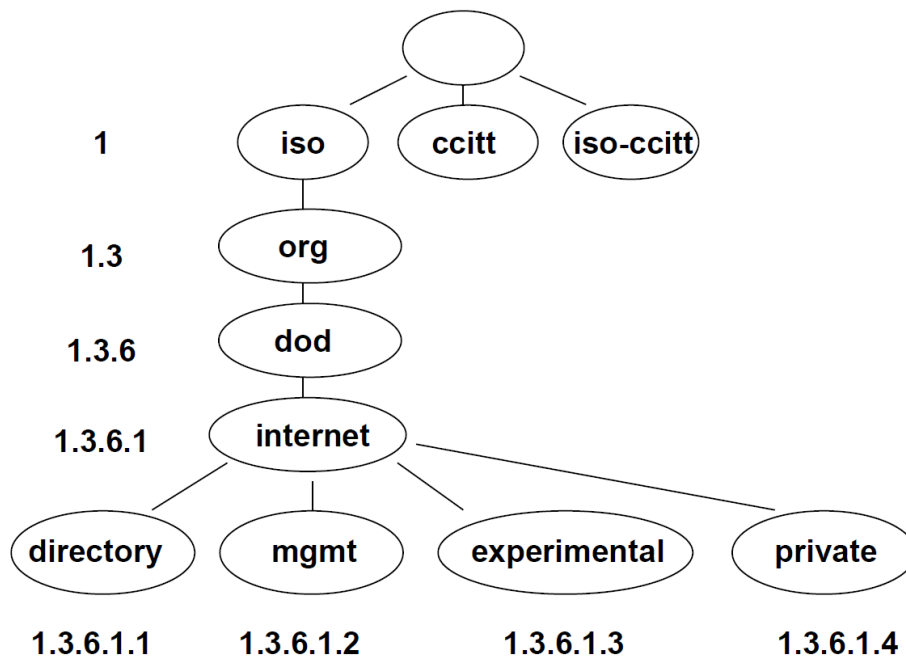 1 iso ccitt iso-ccitt
1.3 org
1.3.6 dod
1.3.6.1 internet
directory mgmt experimental private
1.3.6.1.1 1.3.6.1.2 1.3.6.1.3 1.3.6.1.4